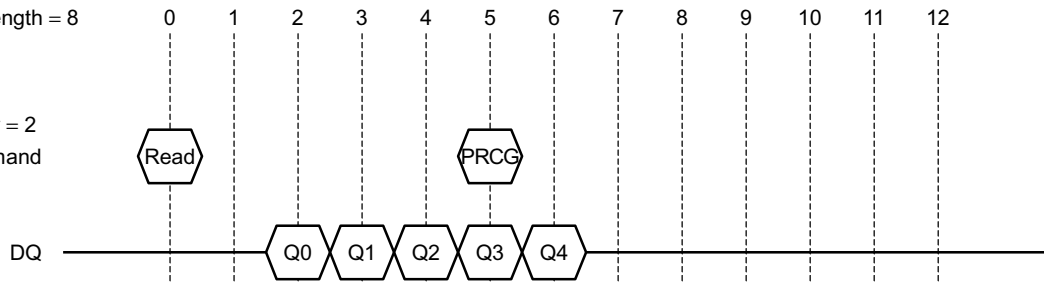 ength = 8 0 1 2 3 4 5 6 7 8 9 10 11 12
= 2
mand Read PRCG
DQ Q0 Q1 Q2 Q3 Q4